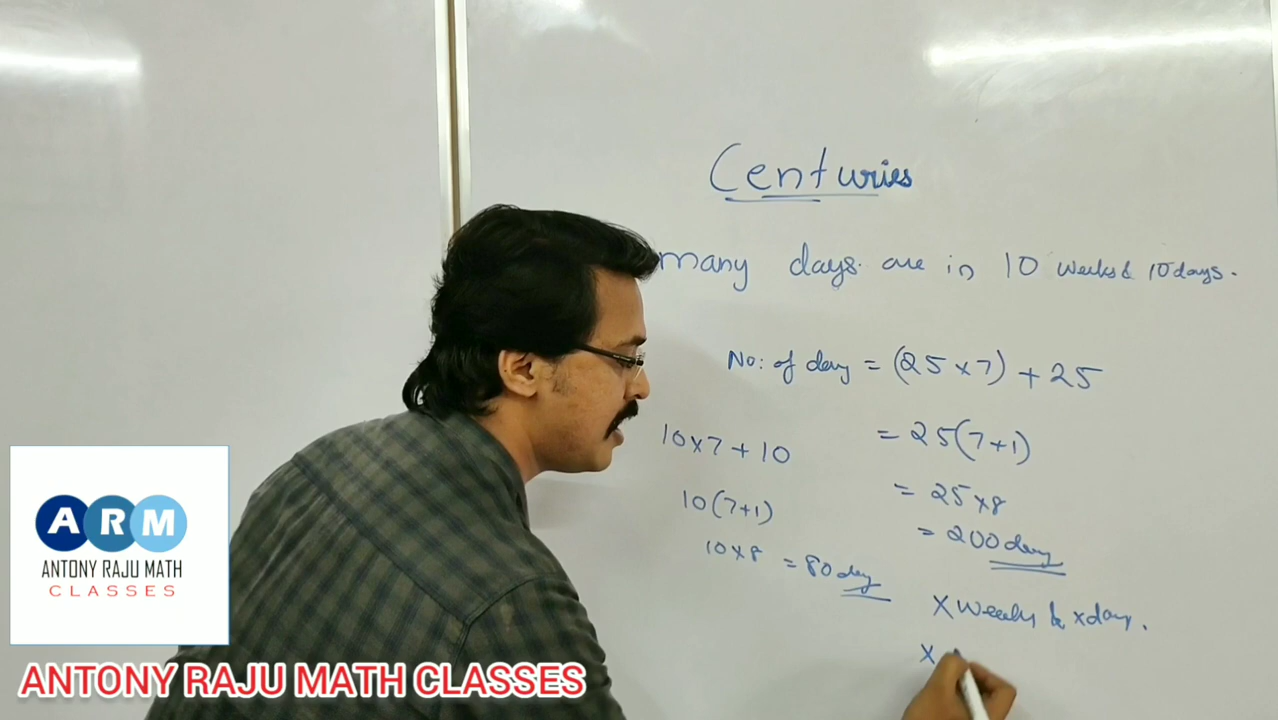 Centuries
many days are in 10 weeks & 10 days.
No: of day = (25 x 7) + 25
= 25(7+1)
= 25 x 8
= 200 day
10 x 7 + 10
10(7+1)
10 x 8 = 80 day
x weeks & x day.
x
ARM
ANTONY RAJU MATH
CLASSES
ANTONY RAJU MATH CLASSES